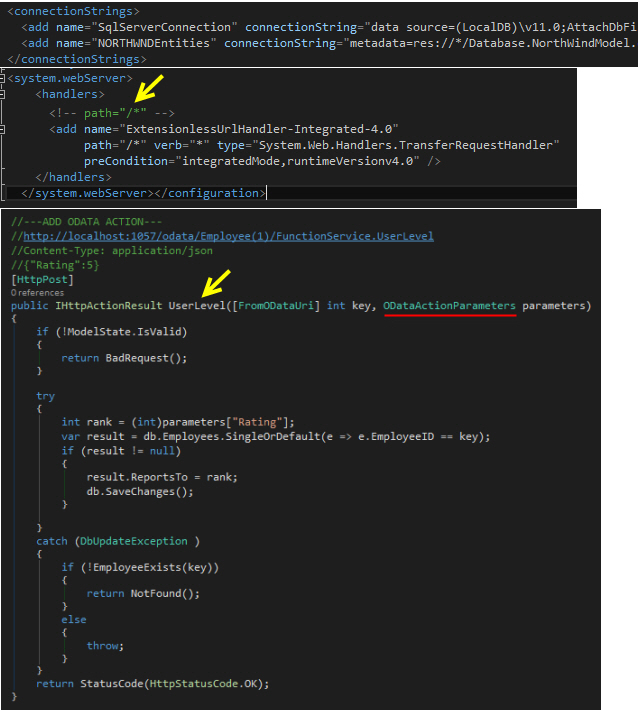 <connectionStrings>
<add name="SqlServerConnection" connectionString="data source=(LocalDB)\v11.0;AttachDbFi
<add name="NORTHWNDEntities" connectionString="metadata=res://*/Database.NorthWindModel.
</connectionStrings>
<system.webServer>
<handlers>
<!-- path="/*" -->
<add name="ExtensionlessUrlHandler-Integrated-4.0"
path="/*" verb="*" type="System.Web.Handlers.TransferRequestHandler"
preCondition="integratedMode,runtimeVersionv4.0" />
</handlers>
</system.webServer></configuration>
//---ADD ODATA ACTION---
//http://localhost:1057/odata/Employee(1)/FunctionService.UserLevel
//Content-Type: application/json
//{"Rating":5}
[HttpPost]
0 references
public IHttpActionResult UserLevel([FromODataUri] int key, ODataActionParameters parameters)
{
if (!ModelState.IsValid)
{
return BadRequest();
}
try
{
int rank = (int)parameters["Rating"];
var result = db.Employees.SingleOrDefault(e => e.EmployeeID == key);
if (result != null)
{
result.ReportsTo = rank;
db.SaveChanges();
}
}
catch (DbUpdateException )
{
if (!EmployeeExists(key))
{
return NotFound();
}
else
{
throw;
}
}
return StatusCode(HttpStatusCode.OK);
}